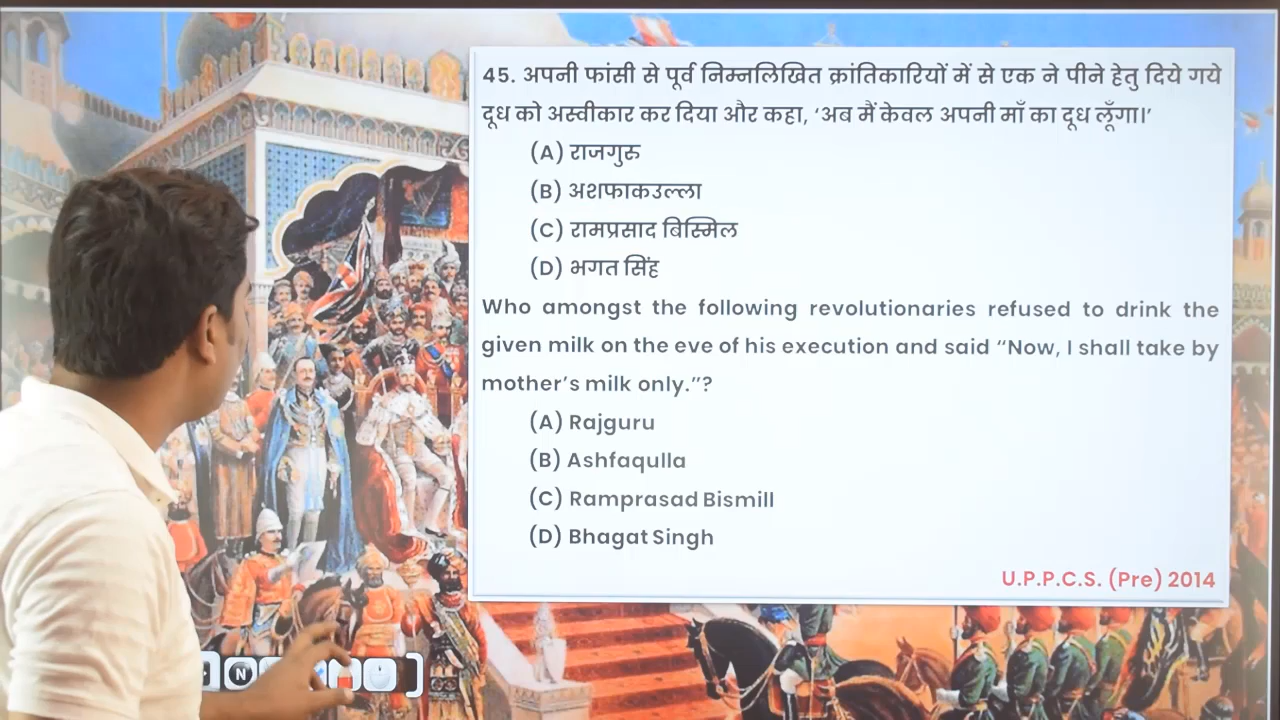 45. अपनी फांसी से पूर्व निम्नलिखित क्रांतिकारियों में से एक ने पीने हेतु दिये गये
दूध को अस्वीकार कर दिया और कहा, ‘अब मैं केवल अपनी माँ का दूध लूँगा।’
(A) राजगुरु
(B) अशफाकउल्ला
(C) रामप्रसाद बिस्मिल
(D) भगत सिंह
Who amongst the following revolutionaries refused to drink the
given milk on the eve of his execution and said “Now, I shall take by
mother’s milk only.”?
(A) Rajguru
(B) Ashfaqulla
(C) Ramprasad Bismill
(D) Bhagat Singh
U.P.P.C.S. (Pre) 2014
N